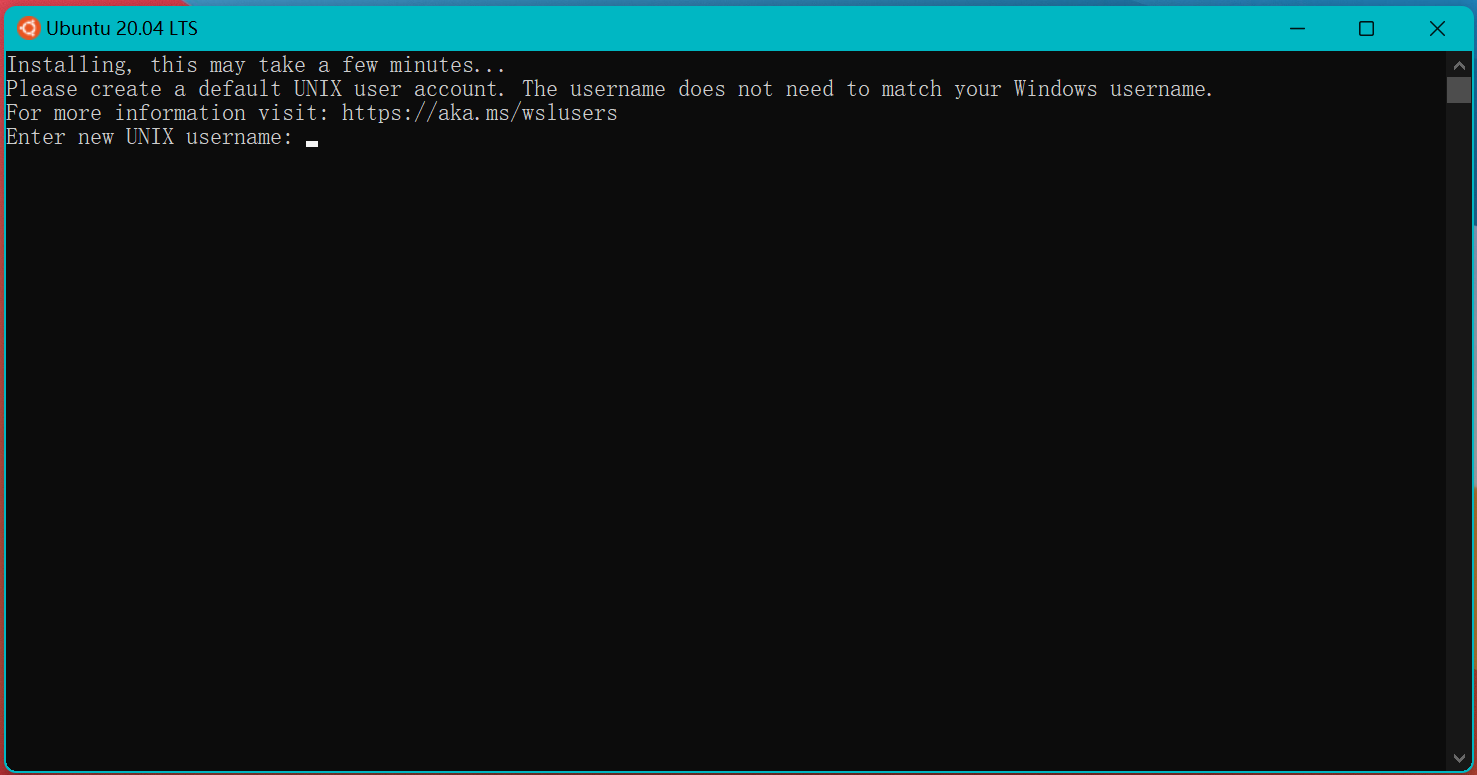 Ubuntu 20.04 LTS
Installing, this may take a few minutes...
Please create a default UNIX user account. The username does not need to match your Windows username.
For more information visit: https://aka.ms/wslusers
Enter new UNIX username: